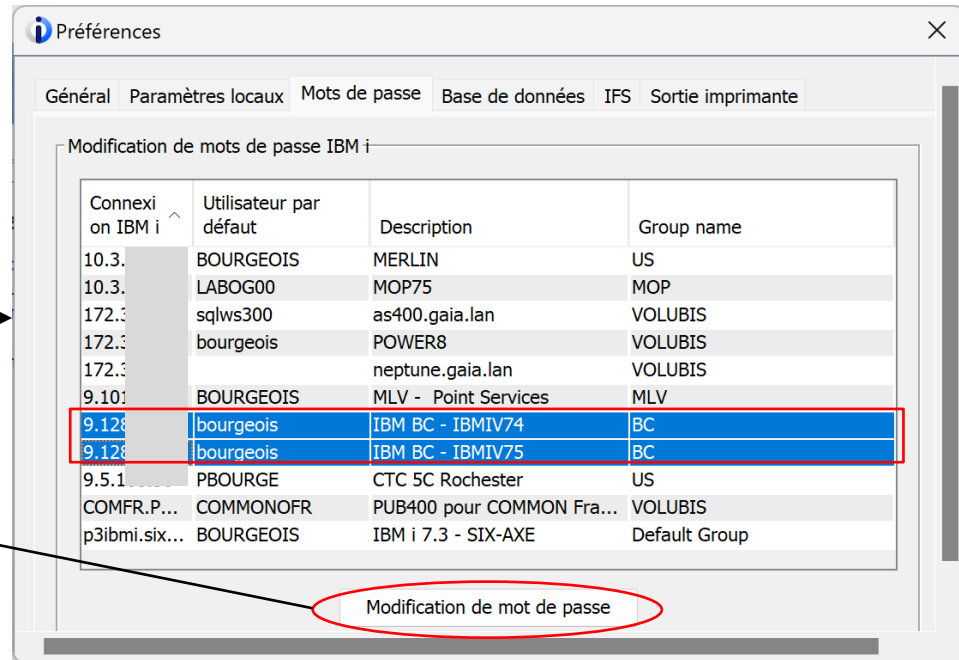 Préférences
Général Paramètres locaux Mots de passe Base de données IFS Sortie imprimante
Modification de mots de passe IBM i
Connexi
on IBM i
Utilisateur par
défaut
Description
Group name
10.3. BOURGEOIS MERLIN US
10.3. LABOG00 MOP75 MOP
172.3 sqlws300 as400.gaia.lan VOLUBIS
172.3 bourgeois POWER8 VOLUBIS
172.3 neptune.gaia.lan VOLUBIS
9.101 BOURGEOIS MLV - Point Services MLV
9.128 bourgeois IBM BC - IBMIV74 BC
9.128 bourgeois IBM BC - IBMIV75 BC
9.5.1 PBOURGE CTC 5C Rochester US
COMFR.P... COMMONOFR PUB400 pour COMMON Fra... VOLUBIS
p3ibmi.six... BOURGEOIS IBM i 7.3 - SIX-AXE Default Group
Modification de mot de passe